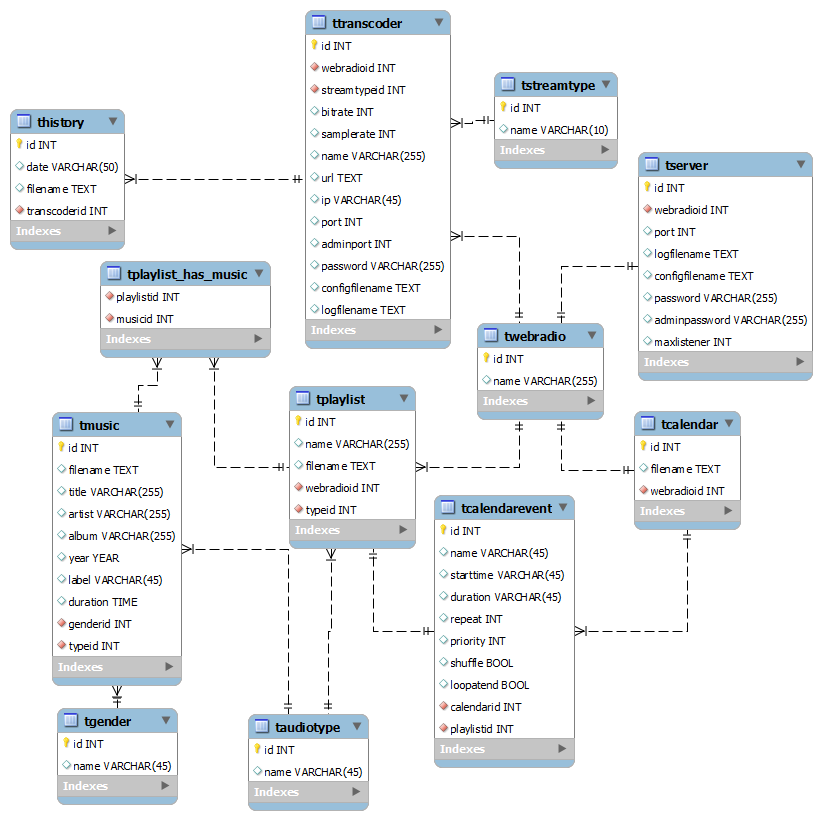 ttranscoder
id INT
webradioid INT
streamtypeid INT
bitrate INT
samplerate INT
name VARCHAR(255)
url TEXT
ip VARCHAR(45)
port INT
adminport INT
password VARCHAR(255)
configfilename TEXT
logfilename TEXT
Indexes
tstreamtype
id INT
name VARCHAR(10)
Indexes
thistory
id INT
date VARCHAR(50)
filename TEXT
transcoderid INT
Indexes
tserver
id INT
webradioid INT
port INT
logfilename TEXT
configfilename TEXT
password VARCHAR(255)
adminpassword VARCHAR(255)
maxlistener INT
Indexes
tplaylist_has_music
playlistid INT
musicid INT
Indexes
twebradio
id INT
name VARCHAR(255)
Indexes
tplaylist
id INT
name VARCHAR(255)
filename TEXT
webradioid INT
typeid INT
Indexes
tmusic
id INT
filename TEXT
title VARCHAR(255)
artist VARCHAR(255)
album VARCHAR(255)
year YEAR
label VARCHAR(45)
duration TIME
genderid INT
typeid INT
Indexes
tcalendar
id INT
filename TEXT
webradioid INT
Indexes
tcalendarevent
id INT
name VARCHAR(45)
starttime VARCHAR(45)
duration VARCHAR(45)
repeat INT
priority INT
shuffle BOOL
loopatend BOOL
calendarid INT
playlistid INT
Indexes
tgender
id INT
name VARCHAR(45)
Indexes
taudiotype
id INT
name VARCHAR(45)
Indexes